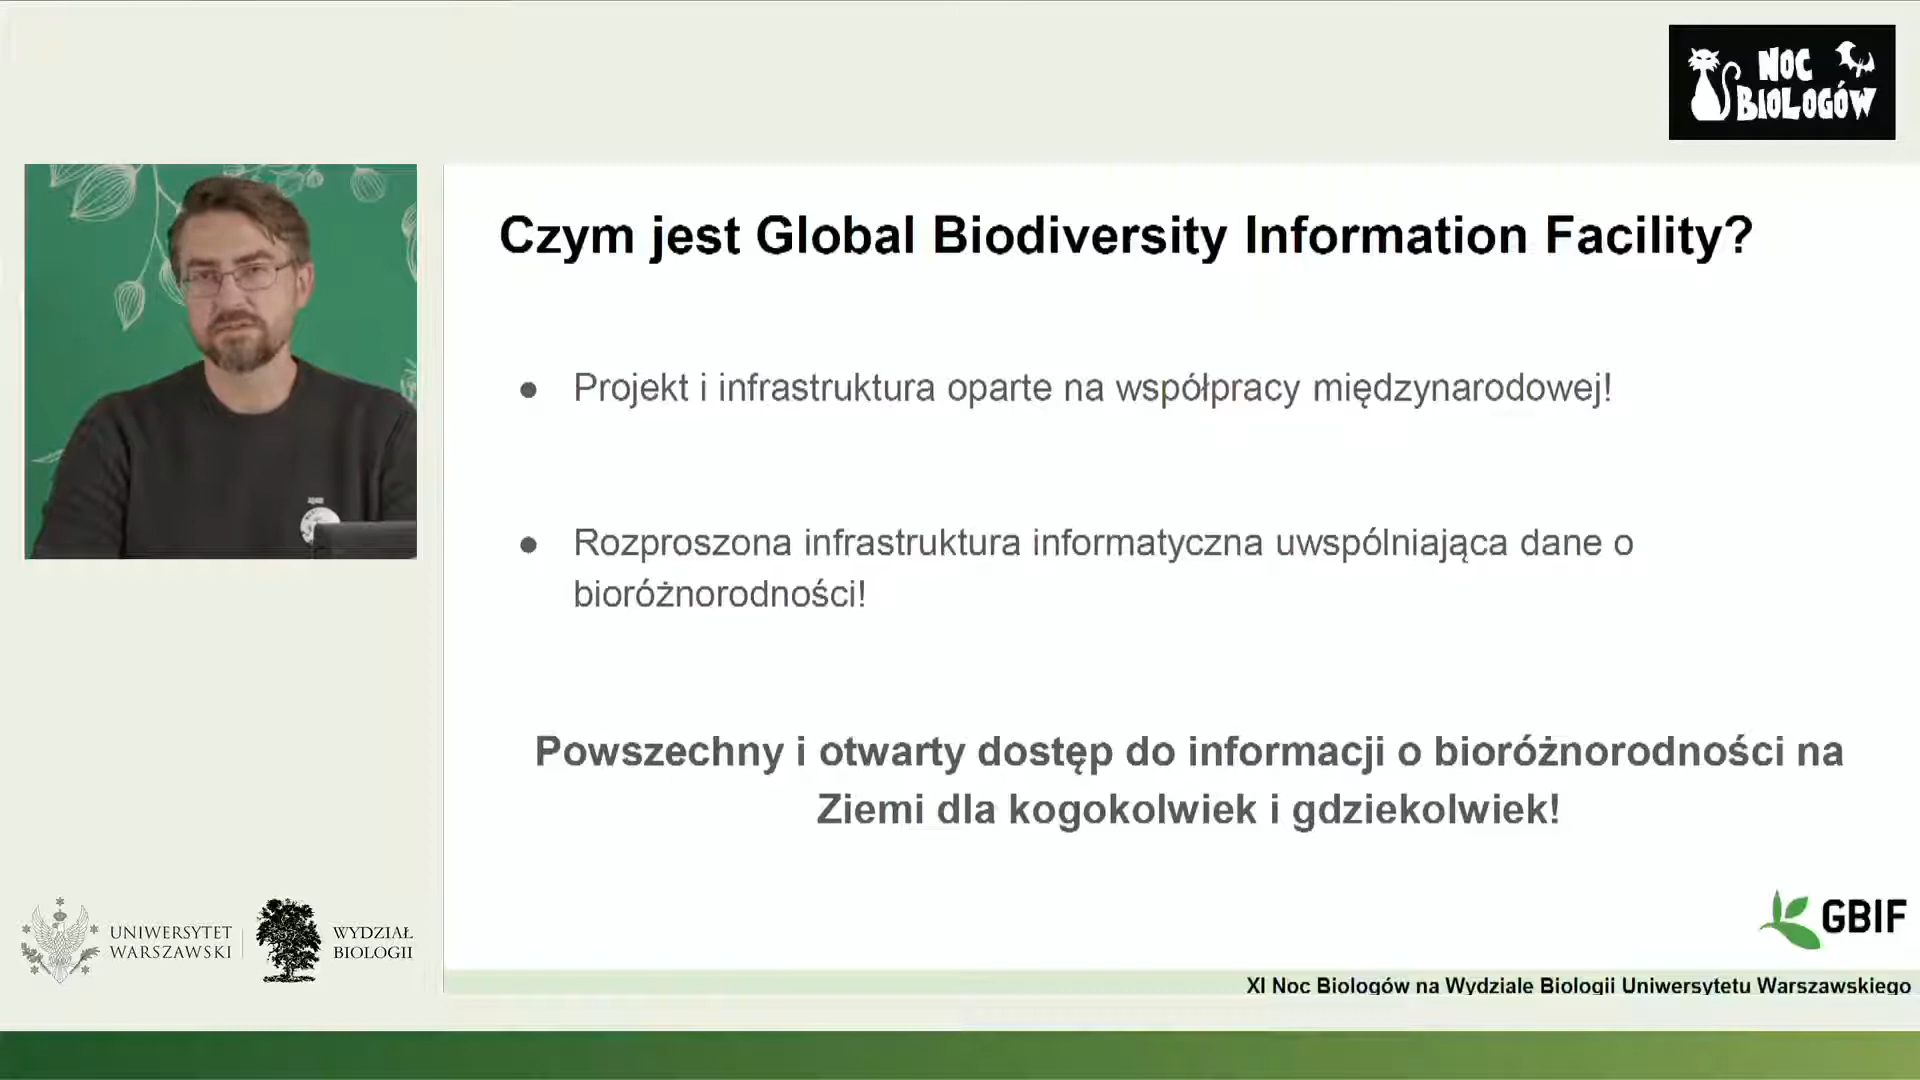 NOC
BIOLOGÓW
Czym jest Global Biodiversity Information Facility?
● Projekt i infrastruktura oparte na współpracy międzynarodowej!
● Rozproszona infrastruktura informatyczna uwspólniająca dane o
bioróżnorodności!
Powszechny i otwarty dostęp do informacji o bioróżnorodności na
Ziemi dla kogokolwiek i gdziekolwiek!
GBIF
UNIWERSYTET
WARSZAWSKI
WYDZIAŁ
BIOLOGII
XI Noc Biologów na Wydziale Biologii Uniwersytetu Warszawskiego